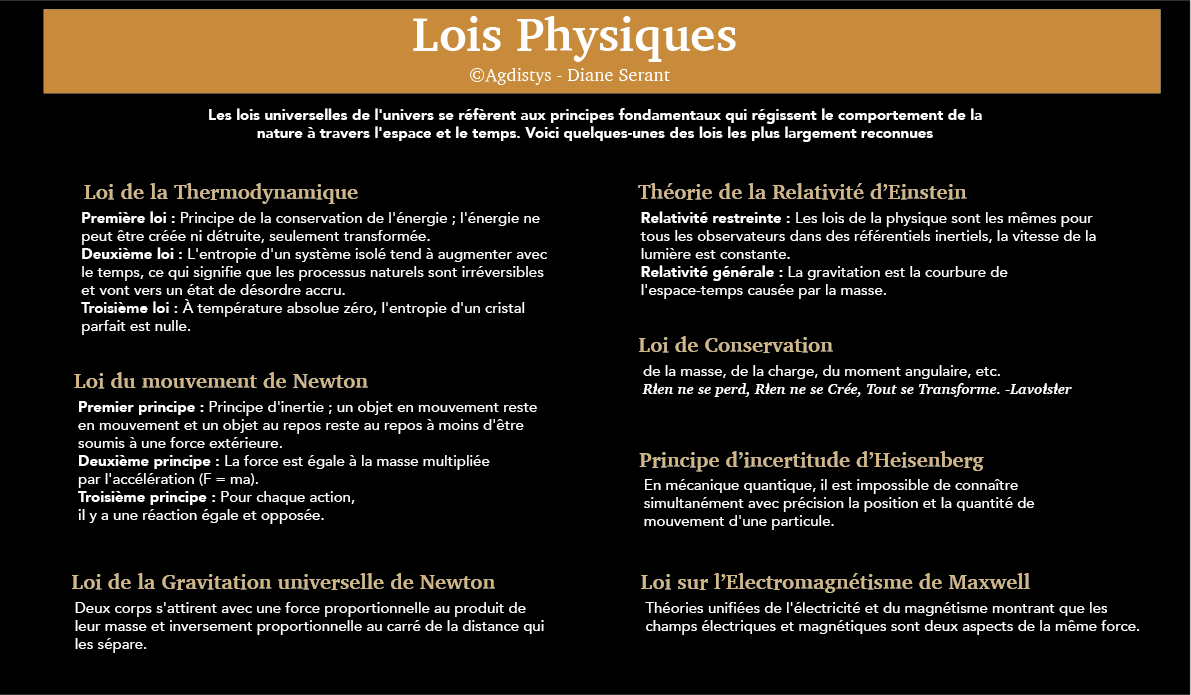 Lois Physiques
©Agdistys - Diane Serant
Les lois universelles de l'univers se réfèrent aux principes fondamentaux qui régissent le comportement de la
nature à travers l'espace et le temps. Voici quelques-unes des lois les plus largement reconnues
Loi de la Thermodynamique
Première loi : Principe de la conservation de l'énergie ; l'énergie ne
peut être créée ni détruite, seulement transformée.
Deuxième loi : L'entropie d'un système isolé tend à augmenter avec
le temps, ce qui signifie que les processus naturels sont irréversibles
et vont vers un état de désordre accru.
Troisième loi : À température absolue zéro, l'entropie d'un cristal
parfait est nulle.
Loi du mouvement de Newton
Premier principe : Principe d'inertie ; un objet en mouvement reste
en mouvement et un objet au repos reste au repos à moins d'être
soumis à une force extérieure.
Deuxième principe : La force est égale à la masse multipliée
par l'accélération (F = ma).
Troisième principe : Pour chaque action,
il y a une réaction égale et opposée.
Loi de la Gravitation universelle de Newton
Deux corps s'attirent avec une force proportionnelle au produit de
leur masse et inversement proportionnelle au carré de la distance qui
les sépare.
Théorie de la Relativité d’Einstein
Relativité restreinte : Les lois de la physique sont les mêmes pour
tous les observateurs dans des référentiels inertiels, la vitesse de la
lumière est constante.
Relativité générale : La gravitation est la courbure de
l'espace-temps causée par la masse.
Loi de Conservation
de la masse, de la charge, du moment angulaire, etc.
Rien ne se perd, Rien ne se Crée, Tout se Transforme. -Lavoisier
Principe d’incertitude d’Heisenberg
En mécanique quantique, il est impossible de connaître
simultanément avec précision la position et la quantité de
mouvement d'une particule.
Loi sur l’Electromagnétisme de Maxwell
Théories unifiées de l'électricité et du magnétisme montrant que les
champs électriques et magnétiques sont deux aspects de la même force.